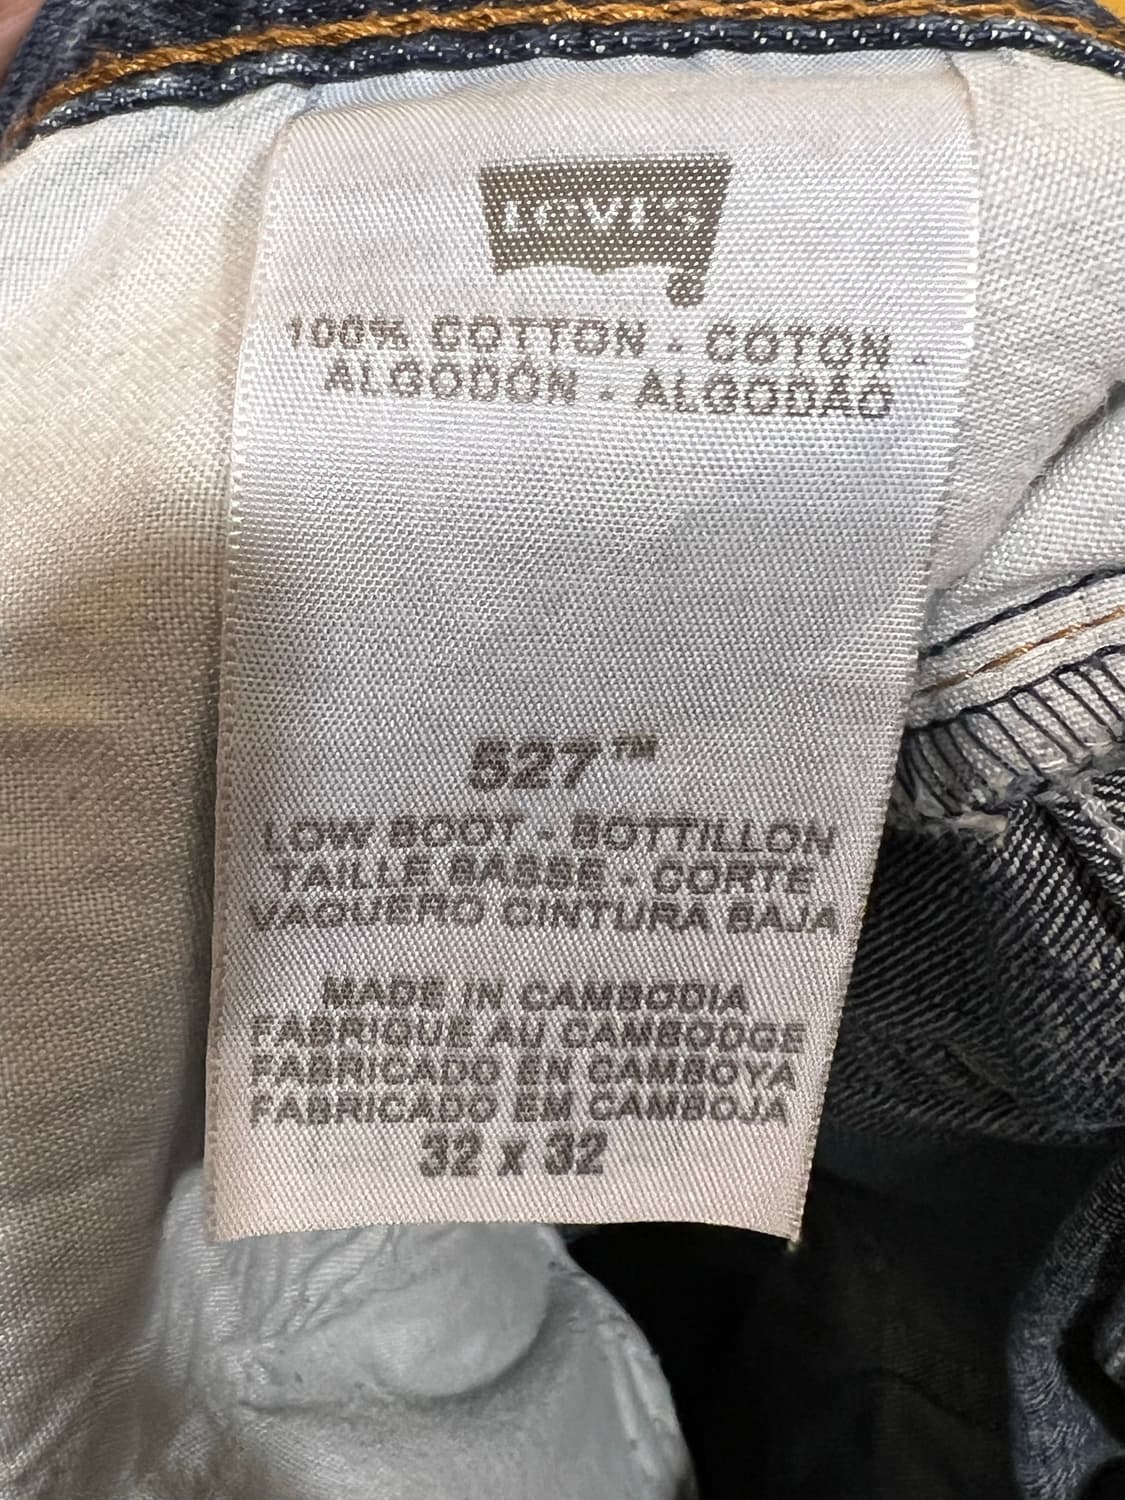 LEVI'S
®
100% COTTON - COTON -
ALGODÓN - ALGODÃO
527™
LOW BOOT - BOTTILLON
TAILLE BASSE - CORTE
VAQUERO CINTURA BAJA
MADE IN CAMBODIA
FABRIQUE AU CAMBODGE
FABRICADO EN CAMBOYA
FABRICADO EM CAMBOJA
32 x 32